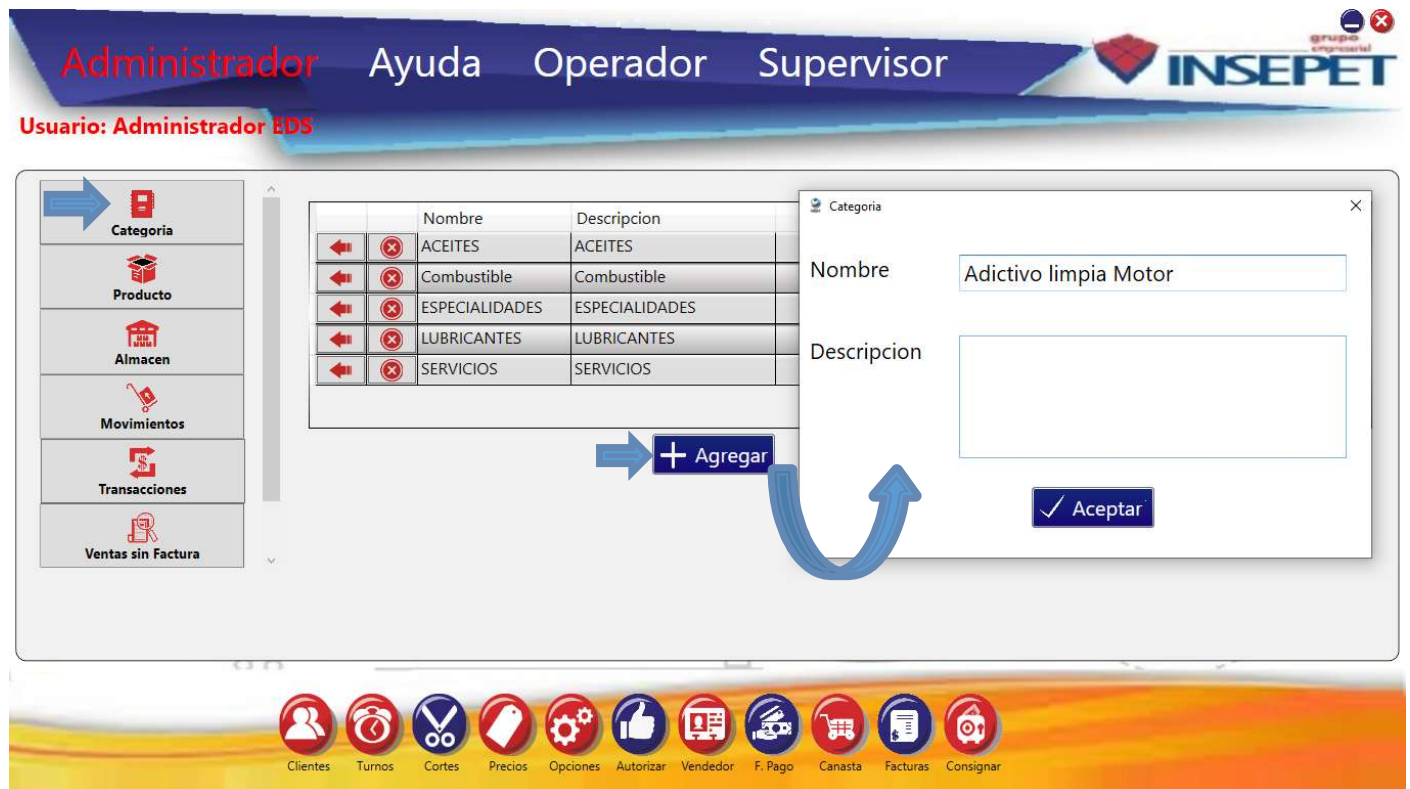 Administrador Ayuda Operador Supervisor
grupo
empresarial
INSEPET
Usuario: Administrador EDS
Categoria
Producto
Almacen
Movimientos
Transacciones
Ventas sin Factura
Nombre Descripcion
ACEITES ACEITES
Combustible Combustible
ESPECIALIDADES ESPECIALIDADES
LUBRICANTES LUBRICANTES
SERVICIOS SERVICIOS
+ Agregar
Categoria
Nombre Adictivo limpia Motor
Descripcion
Aceptar
Clientes Turnos Cortes Precios Opciones Autorizar Vendedor F. Pago Canasta Facturas Consignar